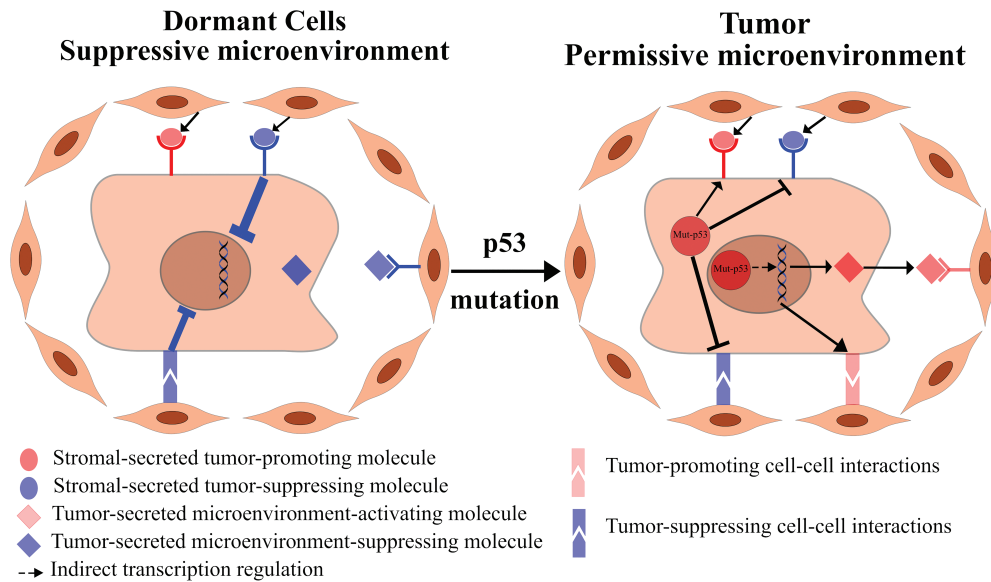 Dormant Cells
Suppressive microenvironment
Tumor
Permissive microenvironment
p53
mutation
Mut-p53
Mut-p53
Stromal-secreted tumor-promoting molecule
Stromal-secreted tumor-suppressing molecule
Tumor-secreted microenvironment-activating molecule
Tumor-secreted microenvironment-suppressing molecule
Indirect transcription regulation
Tumor-promoting cell-cell interactions
Tumor-suppressing cell-cell interactions